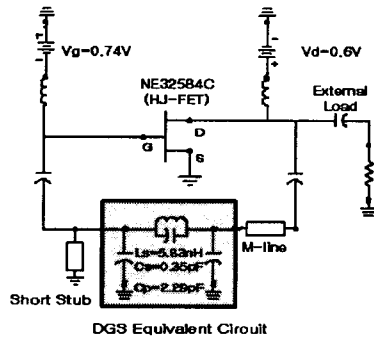 Vg=0.74V
Vd=0.6V
NE32584C
(HJ-FET)
External
Load
D
G
S
Ls=5.83nH
Cs=0.35pF
Cp=2.29pF
M-line
Short Stub
DGS Equivalent Circuit